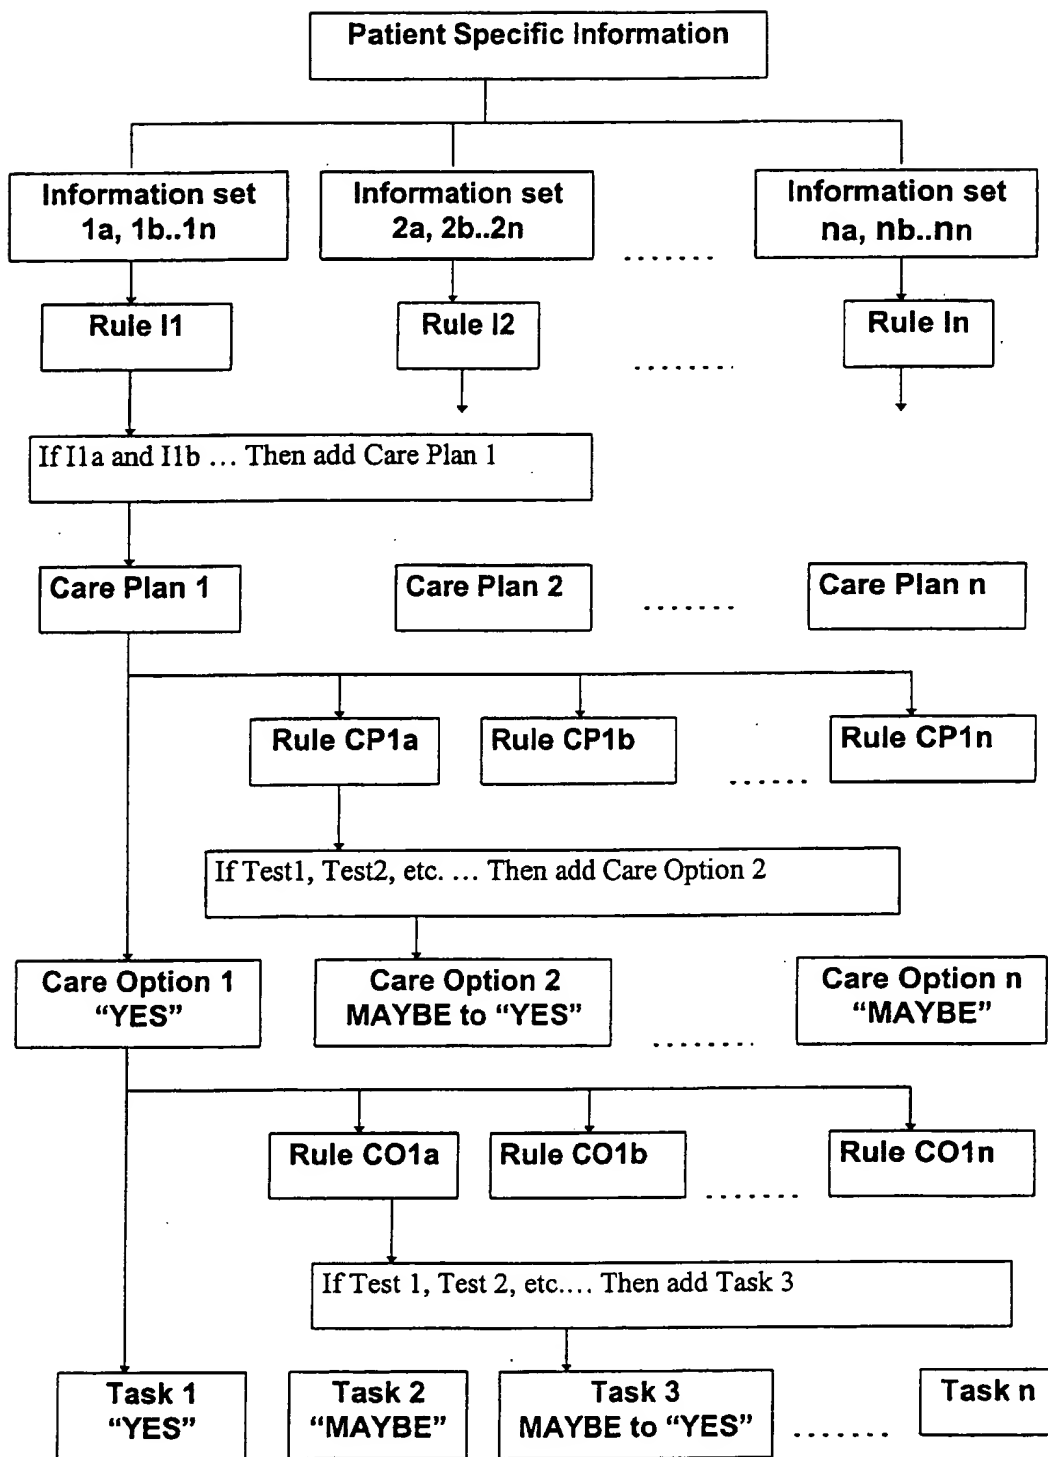 Patient Specific Information
Information set
1a, 1b..1n
Information set
2a, 2b..2n
Information set
na, nb..nn
........
Rule I1
Rule I2
Rule In
........
If I1a and I1b ... Then add Care Plan 1
Care Plan 1
Care Plan 2
........
Care Plan n
Rule CP1a
Rule CP1b
........
Rule CP1n
If Test1, Test2, etc. ... Then add Care Option 2
Care Option 1
“YES”
Care Option 2
MAYBE to “YES”
........
Care Option n
“MAYBE”
Rule CO1a
Rule CO1b
........
Rule CO1n
If Test 1, Test 2, etc.... Then add Task 3
Task 1
“YES”
Task 2
“MAYBE”
Task 3
MAYBE to “YES”
........
Task n